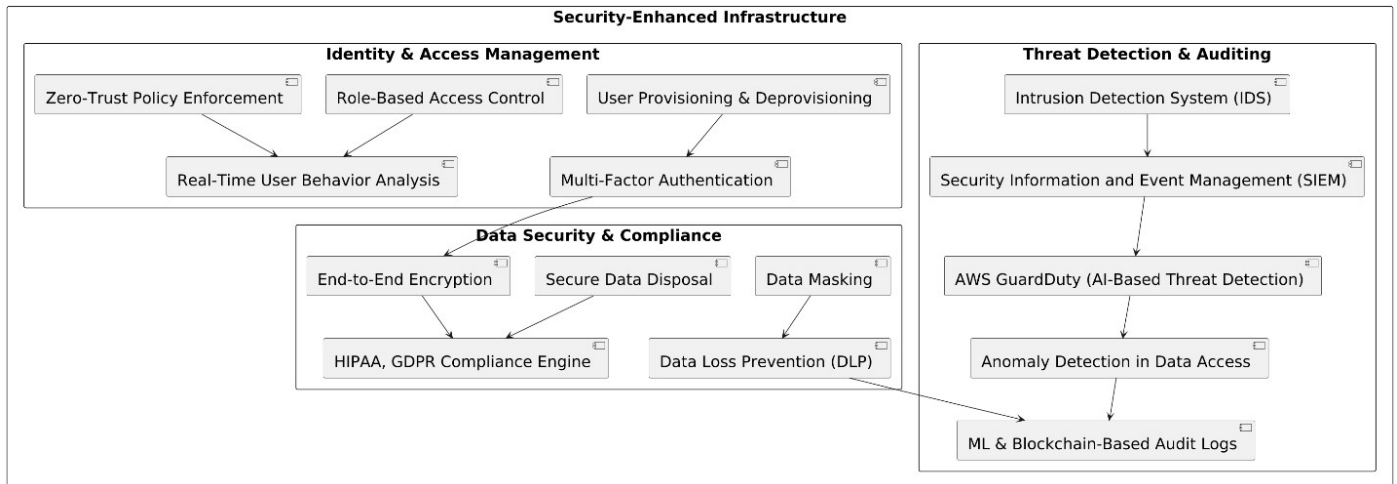 Security-Enhanced Infrastructure
Identity & Access Management
Zero-Trust Policy Enforcement
Role-Based Access Control
User Provisioning & Deprovisioning
Real-Time User Behavior Analysis
Multi-Factor Authentication
Data Security & Compliance
End-to-End Encryption
Secure Data Disposal
Data Masking
HIPAA, GDPR Compliance Engine
Data Loss Prevention (DLP)
Threat Detection & Auditing
Intrusion Detection System (IDS)
Security Information and Event Management (SIEM)
AWS GuardDuty (AI-Based Threat Detection)
Anomaly Detection in Data Access
ML & Blockchain-Based Audit Logs